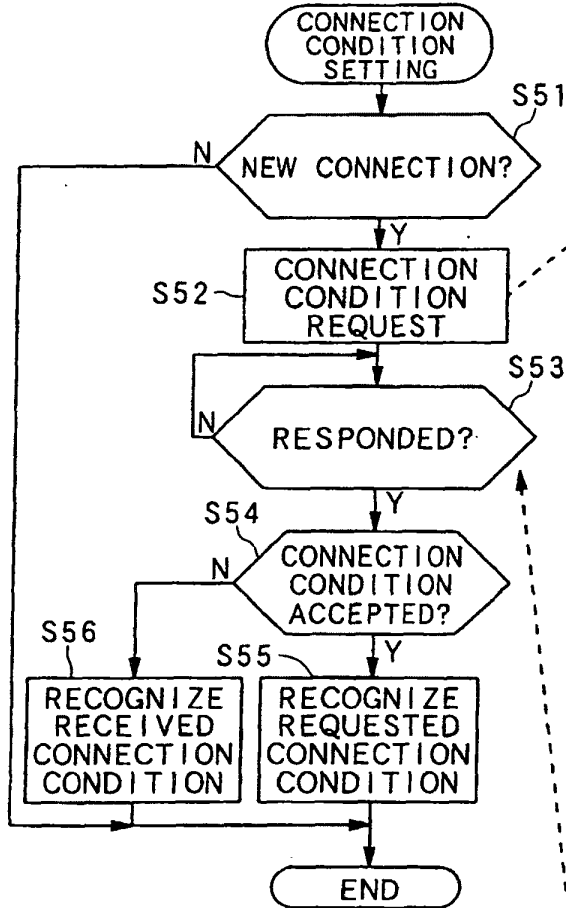 CONNECTION
CONDITION
SETTING
S51
N
NEW CONNECTION?
Y
S52
CONNECTION
CONDITION
REQUEST
S53
N
RESPONDED?
Y
S54
N
CONNECTION
CONDITION
ACCEPTED?
Y
S56
RECOGNIZE
RECEIVED
CONNECTION
CONDITION
S55
RECOGNIZE
REQUESTED
CONNECTION
CONDITION
END